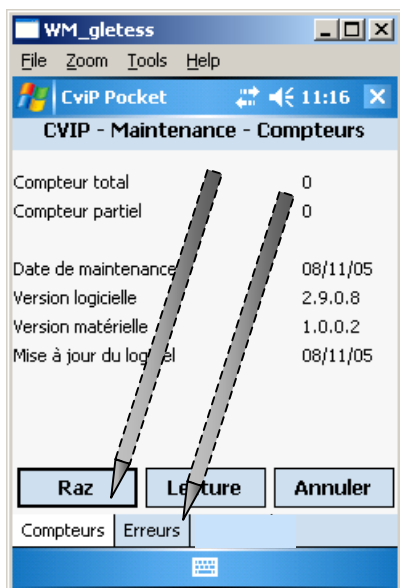 WM_gletess
File Zoom Tools Help
CviP Pocket 11:16
CVIP - Maintenance - Compteurs
Compteur total 0
Compteur partiel 0
Date de maintenance 08/11/05
Version logicielle 2.9.0.8
Version matérielle 1.0.0.2
Mise à jour du logiciel 08/11/05
Raz Lecture Annuler
Compteurs Erreurs